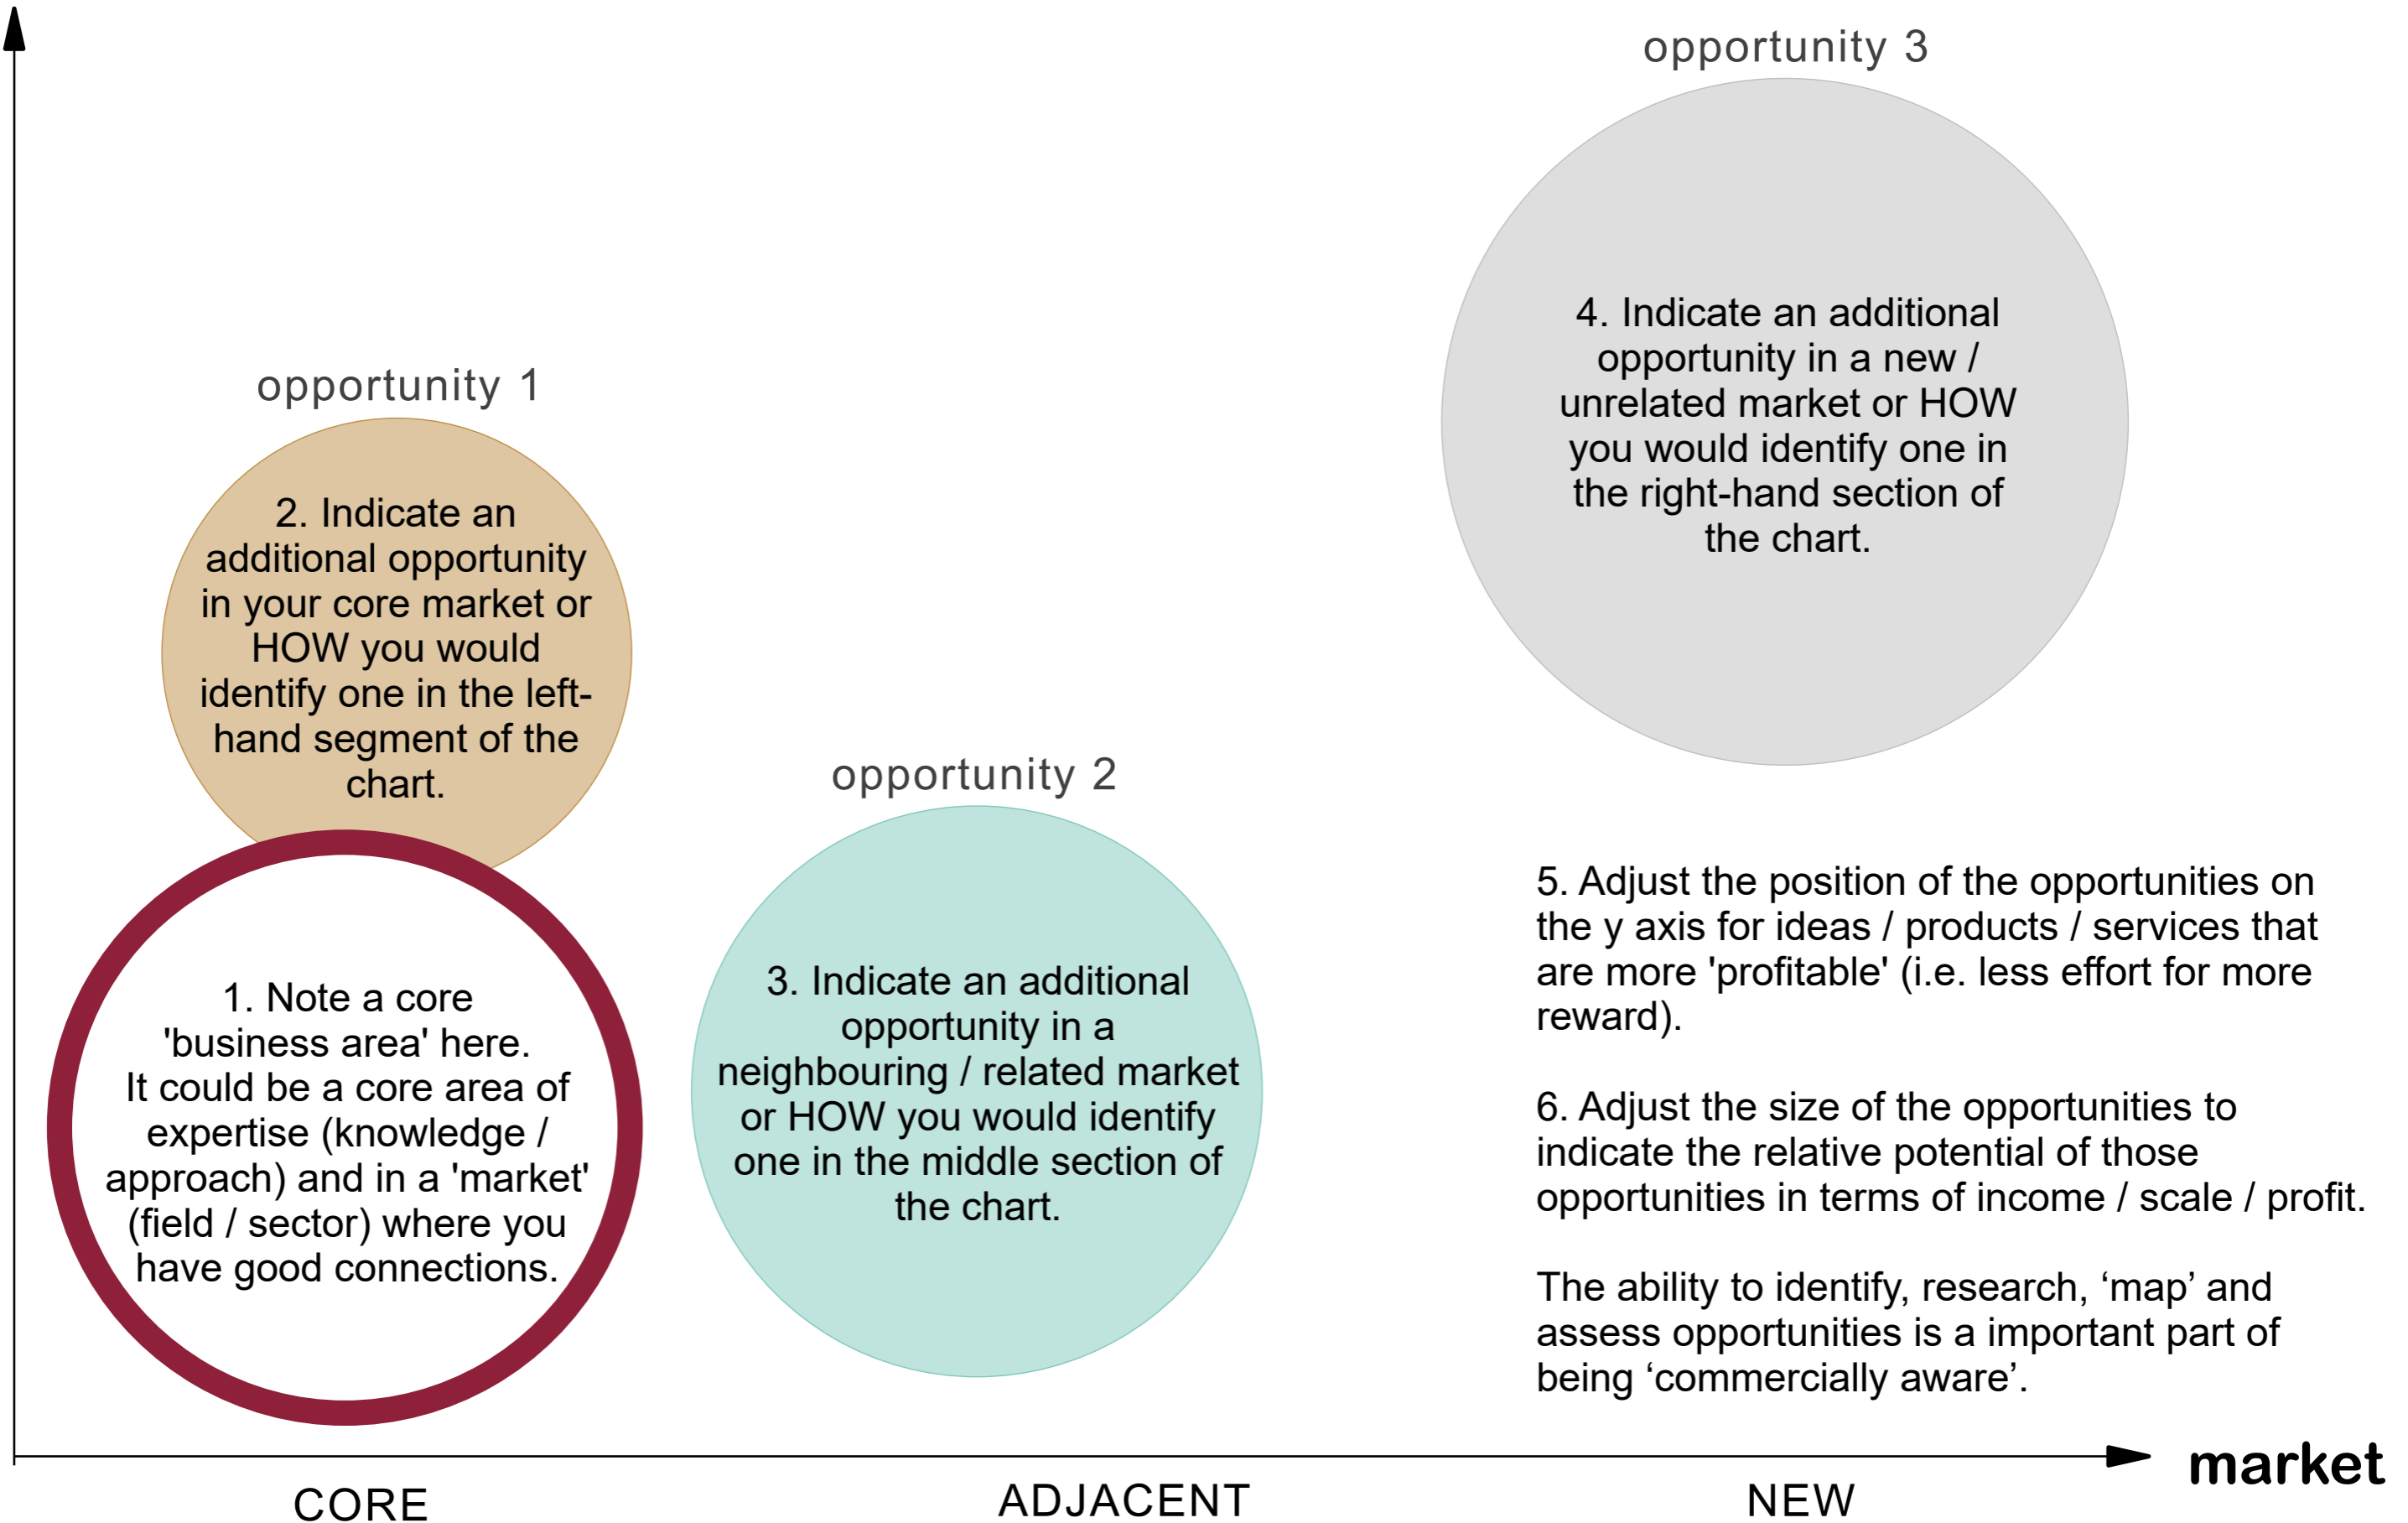 opportunity 3
4. Indicate an additional
opportunity in a new /
unrelated market or HOW
you would identify one in
the right-hand section of
the chart.
opportunity 1
2. Indicate an
additional opportunity
in your core market or
HOW you would
identify one in the left-
hand segment of the
chart.
opportunity 2
3. Indicate an additional
opportunity in a
neighbouring / related market
or HOW you would identify
one in the middle section of
the chart.
1. Note a core
'business area' here.
It could be a core area of
expertise (knowledge /
approach) and in a 'market'
(field / sector) where you
have good connections.
5. Adjust the position of the opportunities on
the y axis for ideas / products / services that
are more 'profitable' (i.e. less effort for more
reward).
6. Adjust the size of the opportunities to
indicate the relative potential of those
opportunities in terms of income / scale / profit.
The ability to identify, research, ‘map’ and
assess opportunities is a important part of
being ‘commercially aware’.
market
CORE
ADJACENT
NEW